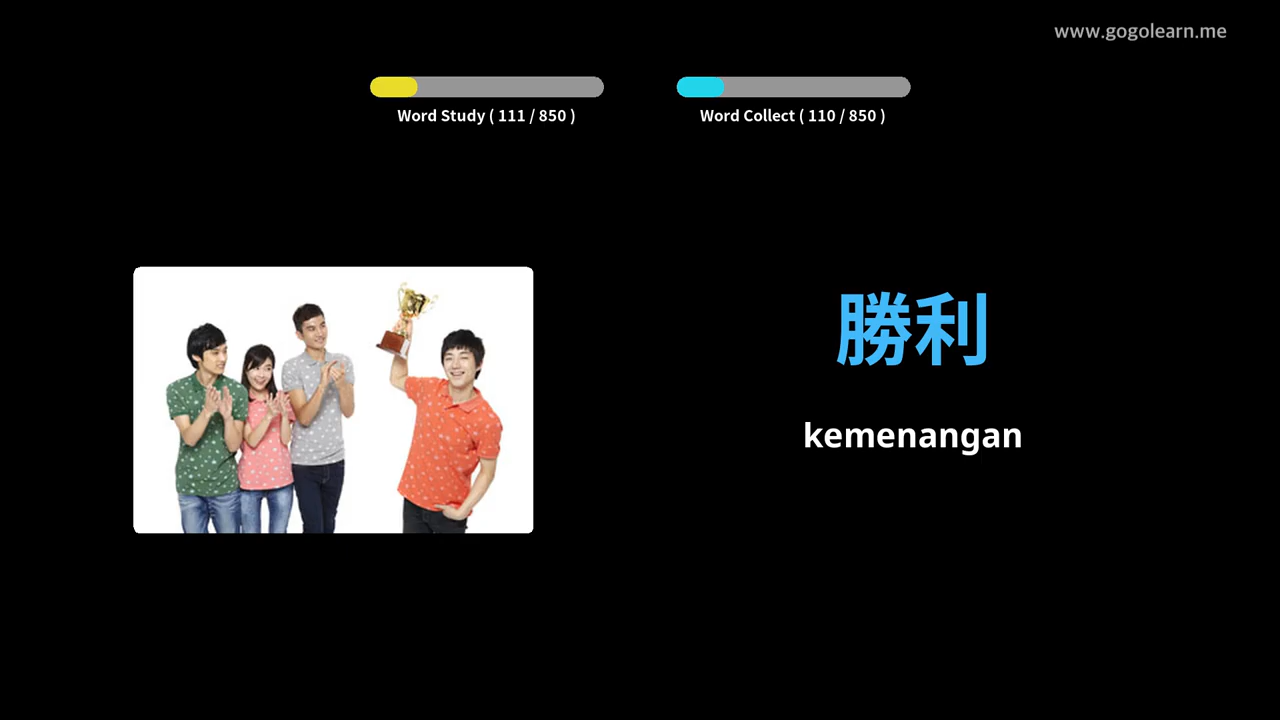 www.gogolearn.me
Word Study ( 111 / 850 )
Word Collect ( 110 / 850 )
勝利
kemenangan